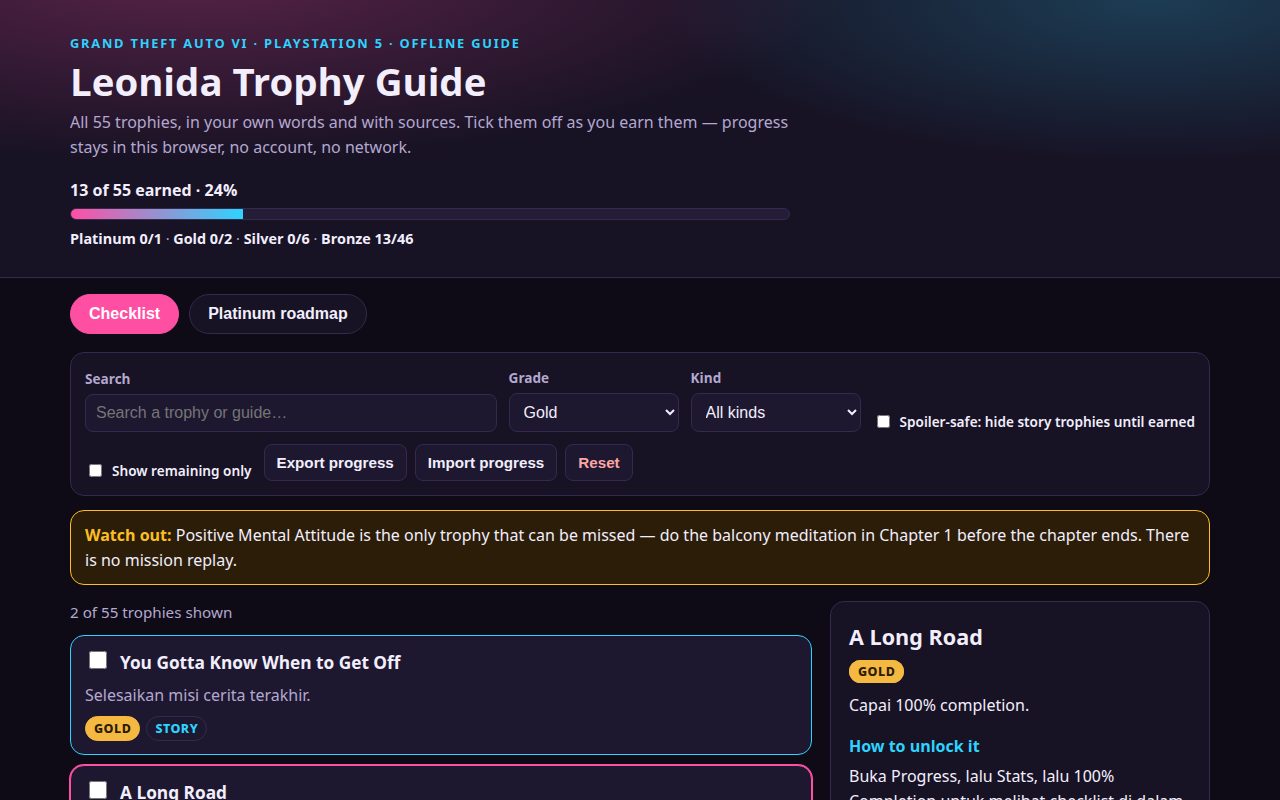 GRAND THEFT AUTO VI · PLAYSTATION 5 · OFFLINE GUIDE
Leonida Trophy Guide
All 55 trophies, in your own words and with sources. Tick them off as you earn them — progress
stays in this browser, no account, no network.
13 of 55 earned · 24%
Platinum 0/1 · Gold 0/2 · Silver 0/6 · Bronze 13/46
Checklist
Platinum roadmap
Search
Grade
Kind
Search a trophy or guide…
Gold
All kinds
Spoiler-safe: hide story trophies until earned
Show remaining only
Export progress
Import progress
Reset
Watch out: Positive Mental Attitude is the only trophy that can be missed — do the balcony meditation in Chapter 1 before the chapter ends. There
is no mission replay.
2 of 55 trophies shown
You Gotta Know When to Get Off
Selesaikan misi cerita terakhir.
GOLD
STORY
A Long Road
A Long Road
GOLD
Capai 100% completion.
How to unlock it
Buka Progress, lalu Stats, lalu 100%
Completion untuk melihat checklist di dalam